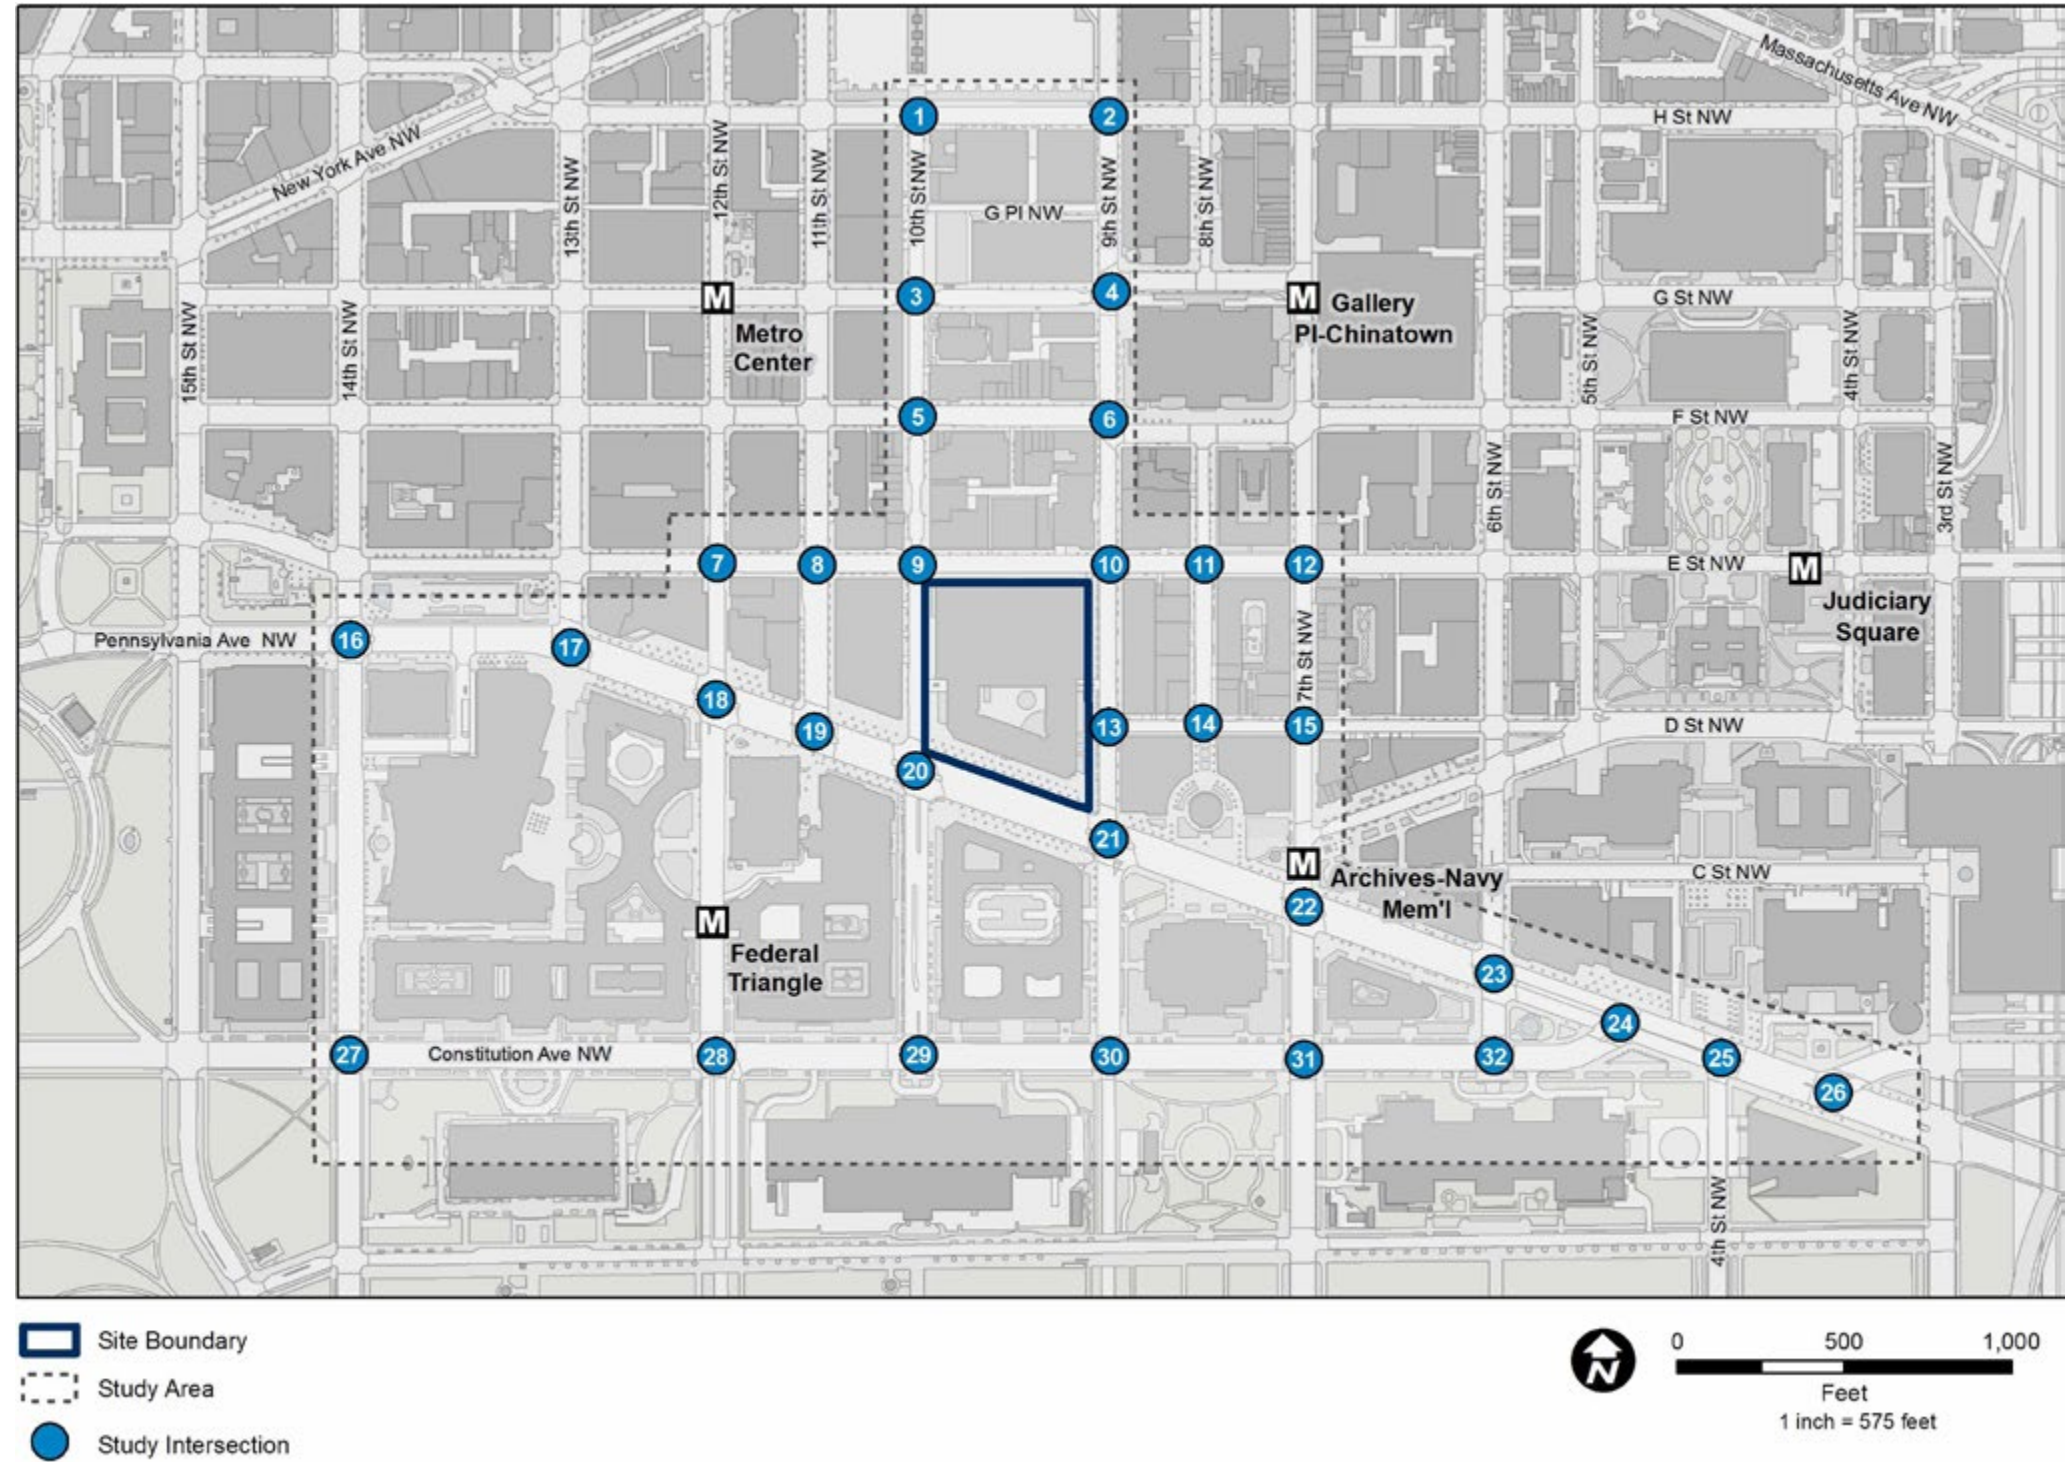 Massachusetts Ave NW
1
2
H St NW
New York Ave NW
12th St NW
13th St NW
11th St NW
10th St NW
9th St NW
8th St NW
G Pl NW
M
3
4
M
Gallery
Pl-Chinatown
G St NW
Metro
Center
15th St NW
14th St NW
5th St NW
4th St NW
5
6
F St NW
6th St NW
3rd St NW
7
8
9
10
11
12
E St NW
M
Judiciary
Square
Pennsylvania Ave NW
16
17
18
19
20
13
14
15
7th St NW
D St NW
21
M
Archives-Navy
Mem'l
C St NW
22
M
Federal
Triangle
23
24
25
26
27
Constitution Ave NW
28
29
30
31
32
4th St NW
Site Boundary
Study Area
Study Intersection
N
0 500 1,000
Feet
1 inch = 575 feet